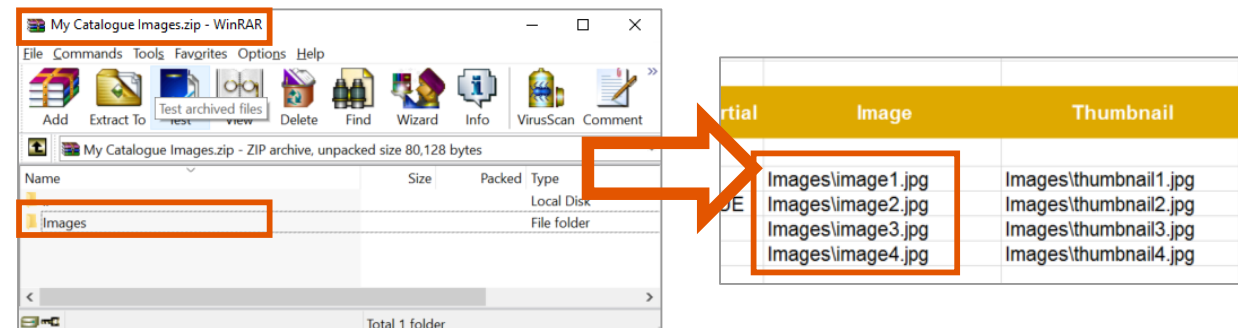 My Catalogue Images.zip - WinRAR
File Commands Tools Favorites Options Help
Add Extract To Test View Delete Find Wizard Info VirusScan Comment
Test archived files
My Catalogue Images.zip - ZIP archive, unpacked size 80,128 bytes
Name Size Packed Type
Local Disk
Images File folder
Total 1 folder
rtial Image Thumbnail
Images\image1.jpg Images\thumbnail1.jpg
UE Images\image2.jpg Images\thumbnail2.jpg
Images\image3.jpg Images\thumbnail3.jpg
Images\image4.jpg Images\thumbnail4.jpg